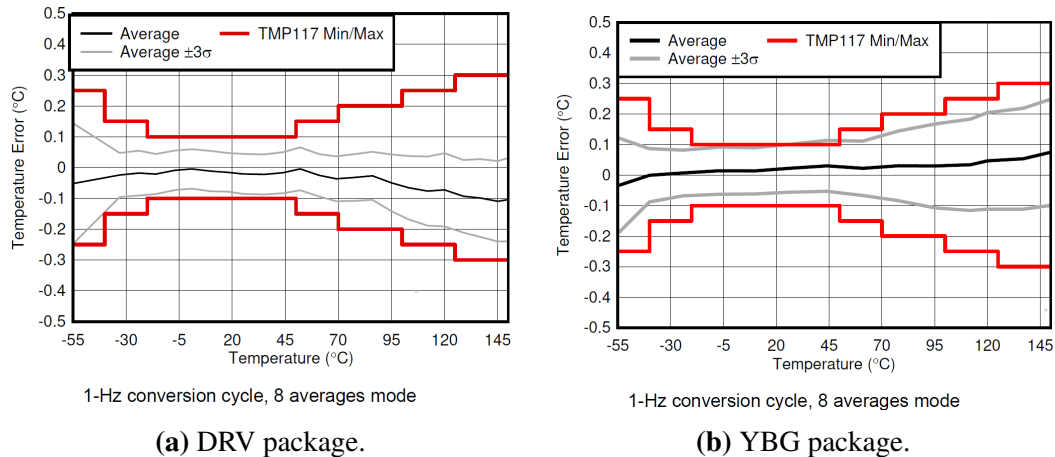 0.5
0.4
0.3
0.2
0.1
0
-0.1
-0.2
-0.3
-0.4
-0.5
Temperature Error (°C)
Average
Average ±3σ
TMP117 Min/Max
-55 -30 -5 20 45 70 95 120 145
Temperature (°C)
1-Hz conversion cycle, 8 averages mode
(a) DRV package.
0.5
0.4
0.3
0.2
0.1
0
-0.1
-0.2
-0.3
-0.4
-0.5
Temperature Error (°C)
Average
Average ±3σ
TMP117 Min/Max
-55 -30 -5 20 45 70 95 120 145
Temperature (°C)
1-Hz conversion cycle, 8 averages mode
(b) YBG package.